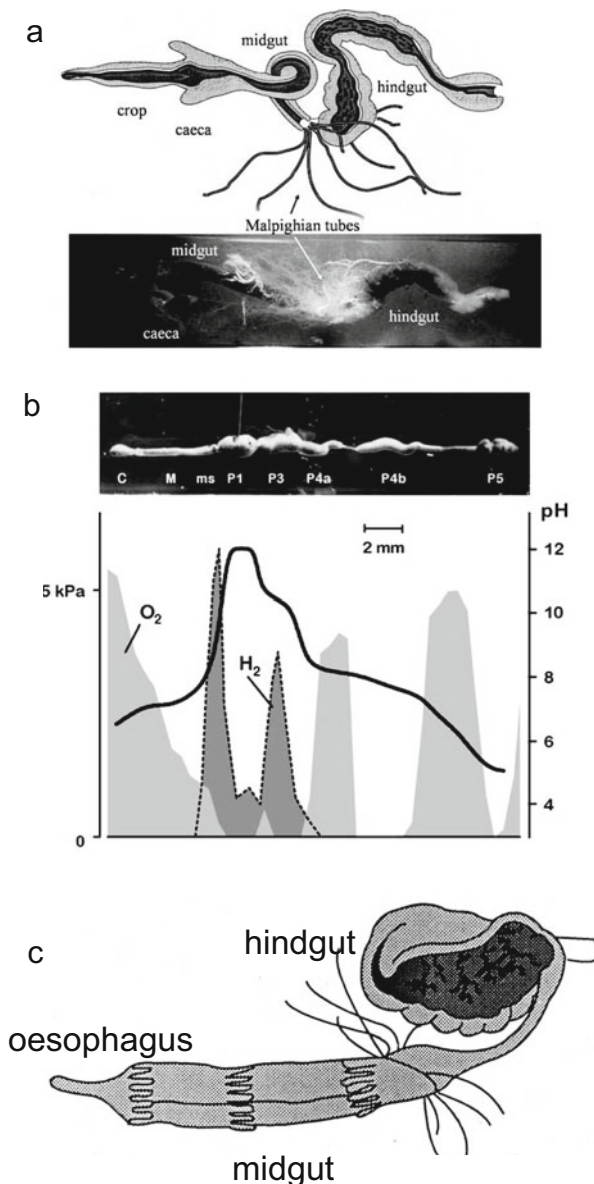 a
midgut
hindgut
crop
caeca
Malpighian tubes
midgut
hindgut
caeca
b
C M ms P1 P3 P4a P4b P5
pH
2 mm
12
5 kPa
10
O2
8
H2
6
4
0
c
hindgut
oesophagus
midgut